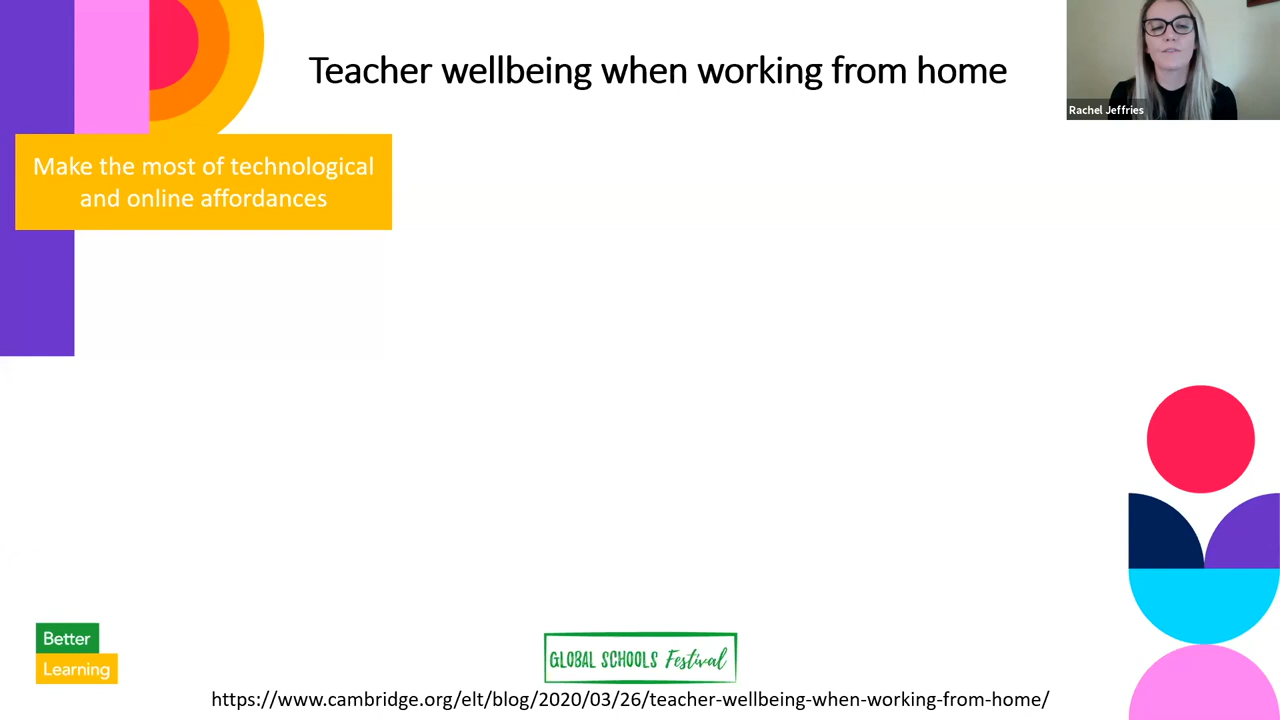 Teacher wellbeing when working from home
Rachel Jeffries
Make the most of technological
and online affordances
Better
Learning
GLOBAL SCHOOLS Festival
https://www.cambridge.org/elt/blog/2020/03/26/teacher-wellbeing-when-working-from-home/